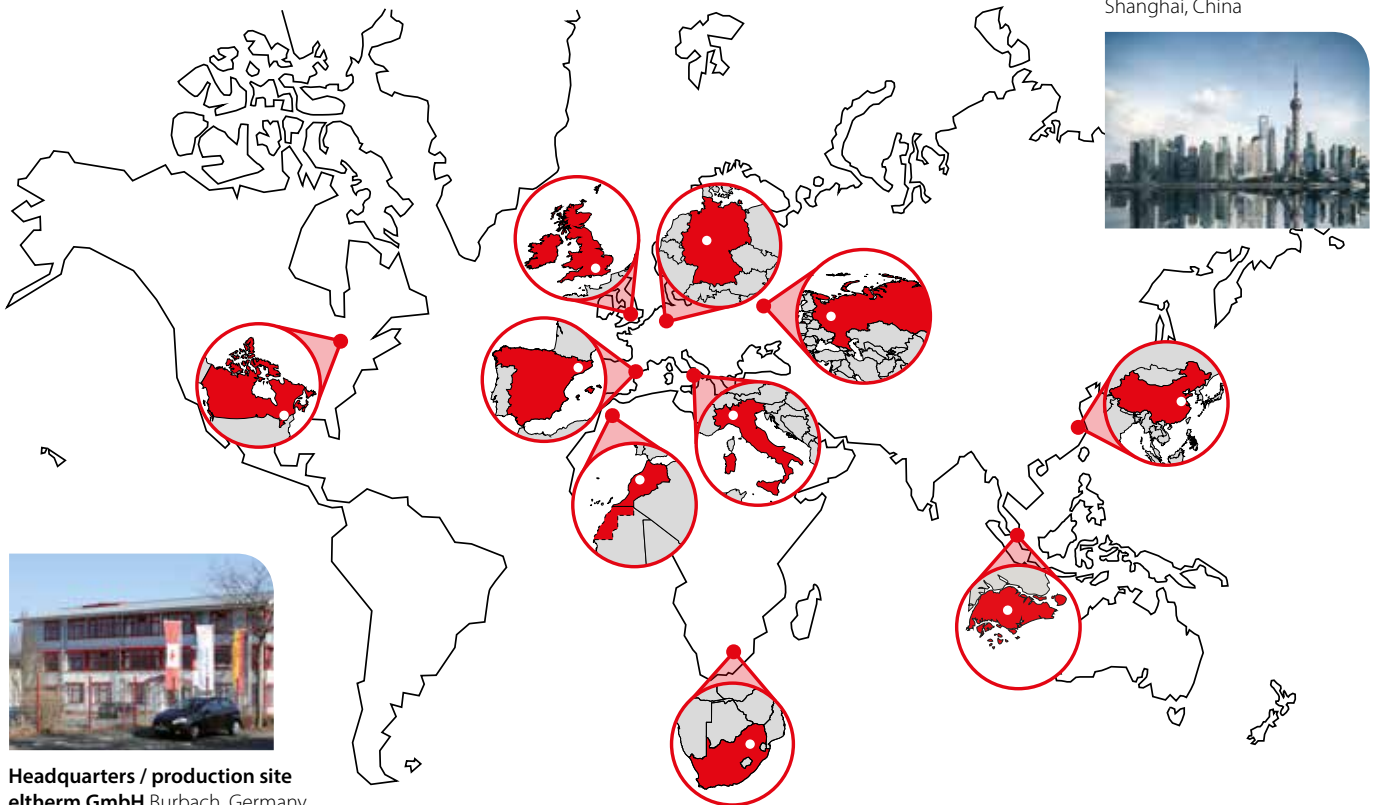 Shanghai, China
Headquarters / production site
eltherm GmbH Burbach, Germany